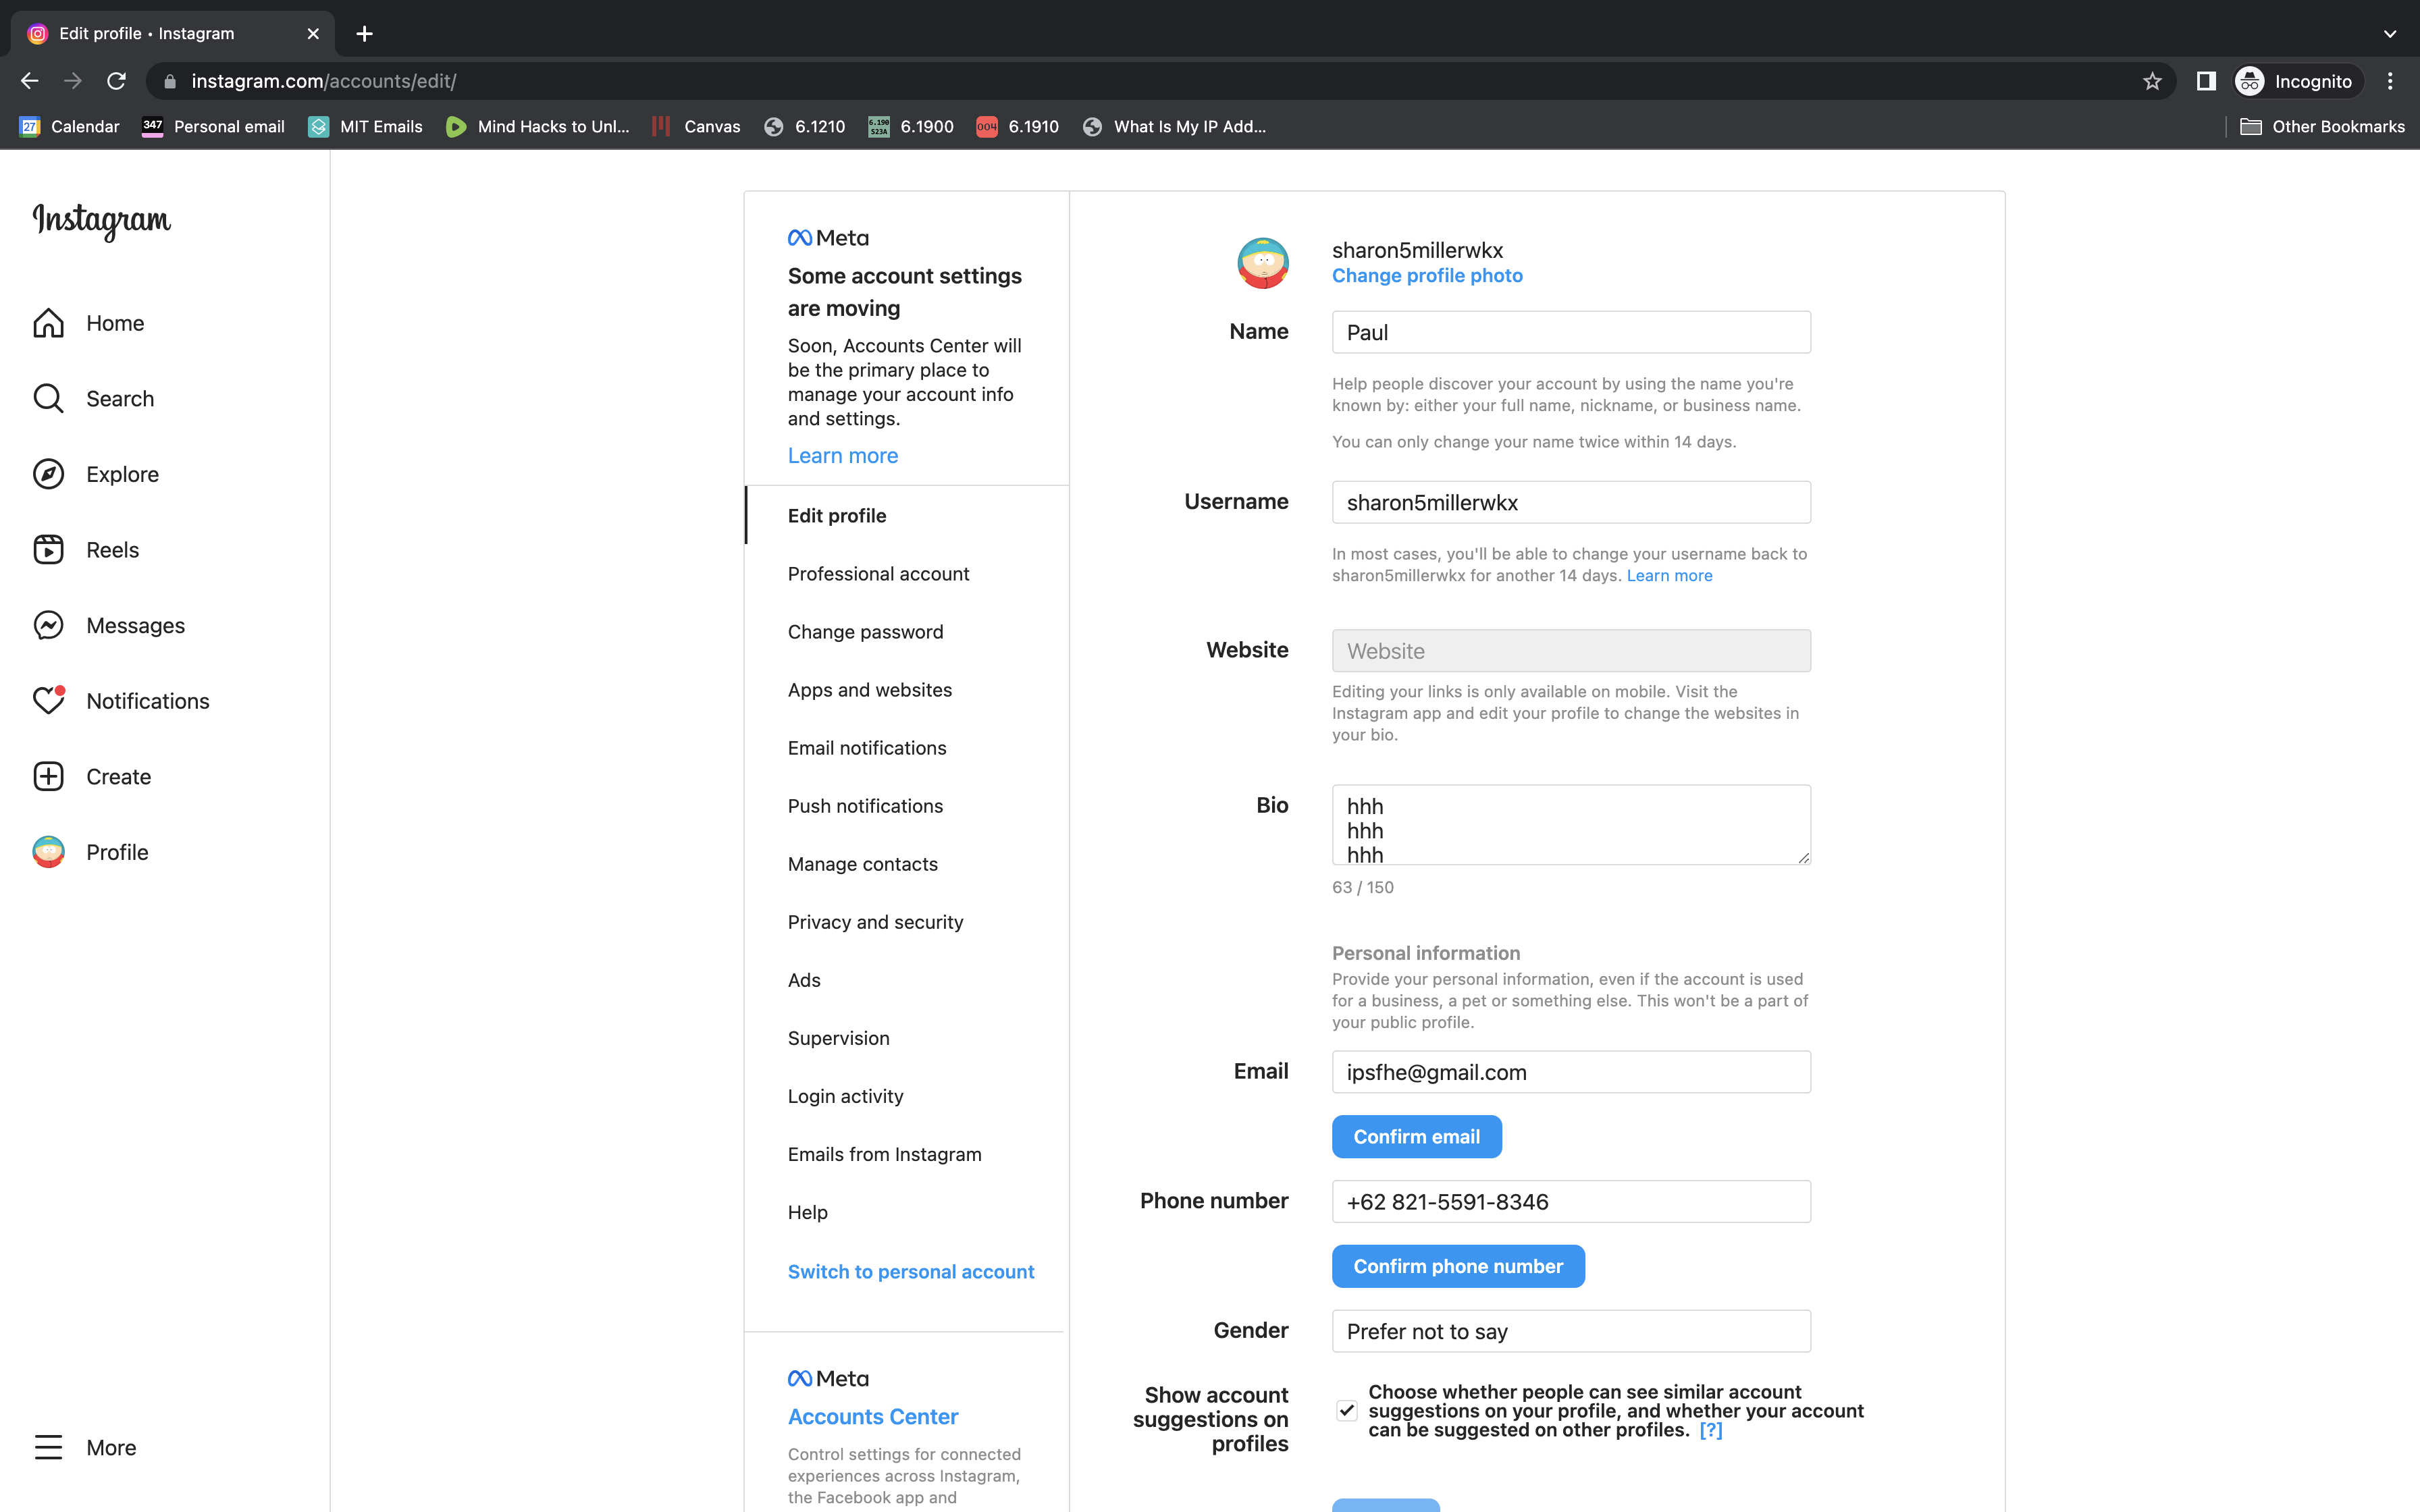 Edit profile • Instagram
instagram.com/accounts/edit/
Incognito
27 Calendar
347 Personal email
MIT Emails
Mind Hacks to Unl...
Canvas
6.1210
6.190 S23A 6.1900
004 6.1910
What Is My IP Add...
Other Bookmarks
Instagram
Home
Search
Explore
Reels
Messages
Notifications
Create
Profile
More
Meta
Some account settings
are moving
Soon, Accounts Center will
be the primary place to
manage your account info
and settings.
Learn more
Edit profile
Professional account
Change password
Apps and websites
Email notifications
Push notifications
Manage contacts
Privacy and security
Ads
Supervision
Login activity
Emails from Instagram
Help
Switch to personal account
Meta
Accounts Center
Control settings for connected
experiences across Instagram,
the Facebook app and
sharon5millerwkx
Change profile photo
Name
Paul
Help people discover your account by using the name you're
known by: either your full name, nickname, or business name.
You can only change your name twice within 14 days.
Username
sharon5millerwkx
In most cases, you'll be able to change your username back to
sharon5millerwkx for another 14 days. Learn more
Website
Website
Editing your links is only available on mobile. Visit the
Instagram app and edit your profile to change the websites in
your bio.
Bio
hhh
hhh
hhh
63 / 150
Personal information
Provide your personal information, even if the account is used
for a business, a pet or something else. This won't be a part of
your public profile.
Email
ipsfhe@gmail.com
Confirm email
Phone number
+62 821-5591-8346
Confirm phone number
Gender
Prefer not to say
Show account
suggestions on
profiles
Choose whether people can see similar account
suggestions on your profile, and whether your account
can be suggested on other profiles. [?]